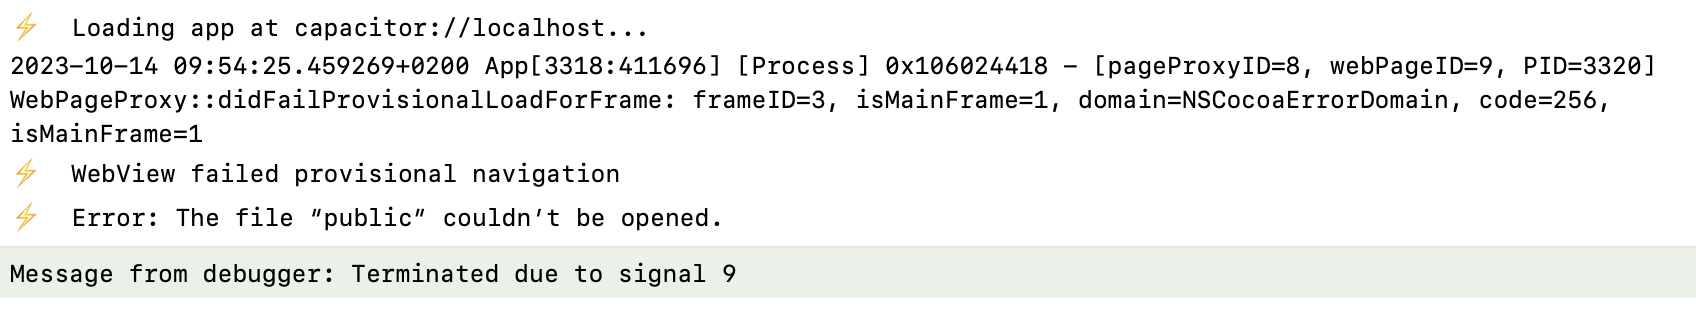 ⚡ Loading app at capacitor://localhost...
2023-10-14 09:54:25.459269+0200 App[3318:411696] [Process] 0x106024418 - [pageProxyID=8, webPageID=9, PID=3320]
WebPageProxy::didFailProvisionalLoadForFrame: frameID=3, isMainFrame=1, domain=NSCocoaErrorDomain, code=256,
isMainFrame=1
⚡ WebView failed provisional navigation
⚡ Error: The file “public” couldn’t be opened.
Message from debugger: Terminated due to signal 9